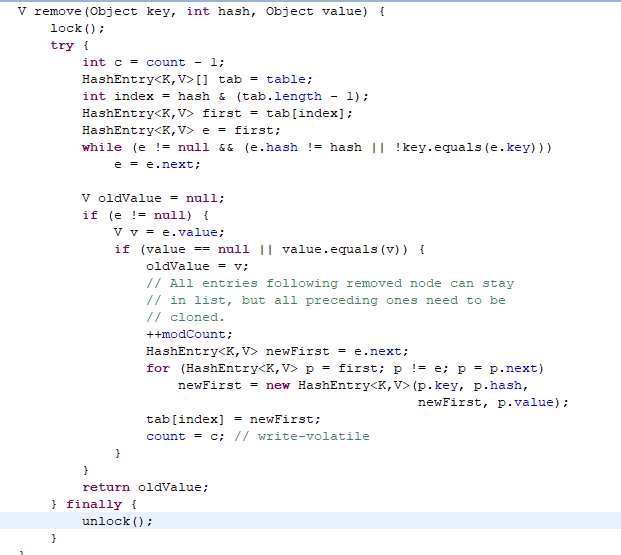 V remove(Object key, int hash, Object value) {
    lock();
    try {
        int c = count - 1;
        HashEntry<K,V>[] tab = table;
        int index = hash & (tab.length - 1);
        HashEntry<K,V> first = tab[index];
        HashEntry<K,V> e = first;
        while (e != null && (e.hash != hash || !key.equals(e.key)))
            e = e.next;

        V oldValue = null;
        if (e != null) {
            V v = e.value;
            if (value == null || value.equals(v)) {
                oldValue = v;
                // All entries following removed node can stay
                // in list, but all preceding ones need to be
                // cloned.
                ++modCount;
                HashEntry<K,V> newFirst = e.next;
                for (HashEntry<K,V> p = first; p != e; p = p.next)
                    newFirst = new HashEntry<K,V>(p.key, p.hash,
                                                  newFirst, p.value);
                tab[index] = newFirst;
                count = c; // write-volatile
            }
        }
        return oldValue;
    } finally {
        unlock();
    }
}